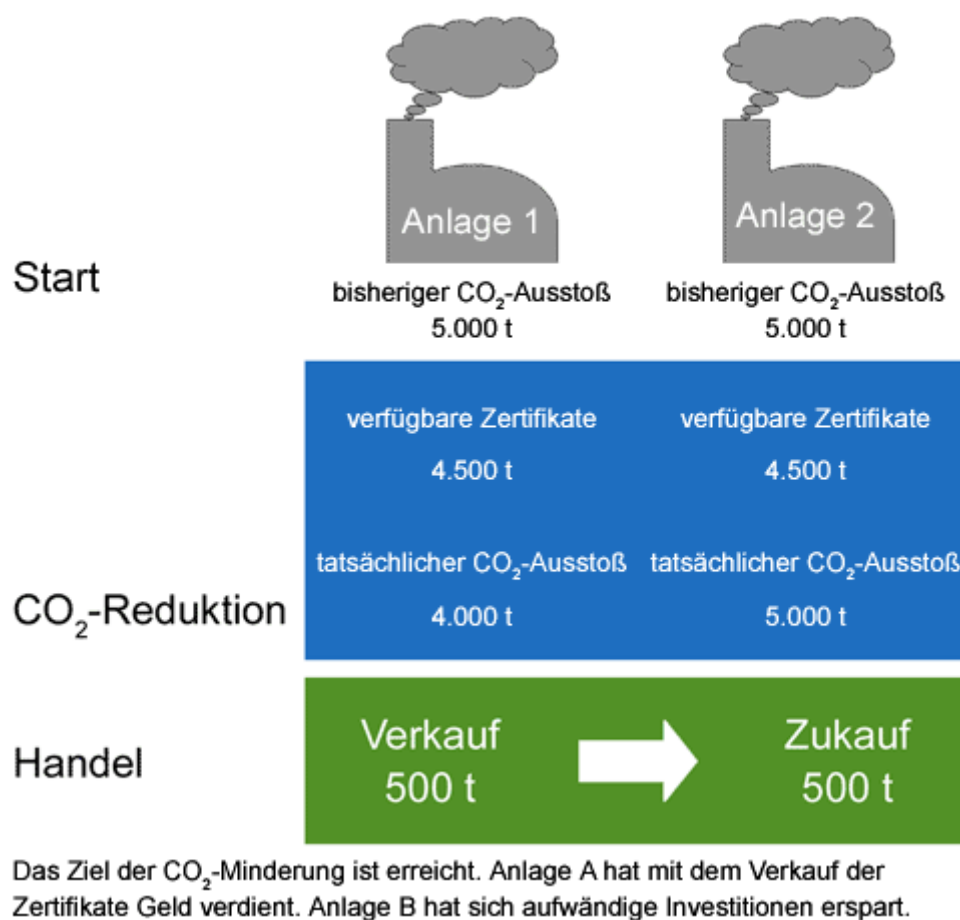 Anlage 1
Anlage 2
Start
bisheriger CO₂-Ausstoß
5.000 t
bisheriger CO₂-Ausstoß
5.000 t
verfügbare Zertifikate
4.500 t
verfügbare Zertifikate
4.500 t
CO₂-Reduktion
tatsächlicher CO₂-Ausstoß
4.000 t
tatsächlicher CO₂-Ausstoß
5.000 t
Handel
Verkauf
500 t
Zukauf
500 t
Das Ziel der CO₂-Minderung ist erreicht. Anlage A hat mit dem Verkauf der
Zertifikate Geld verdient. Anlage B hat sich aufwändige Investitionen erspart.